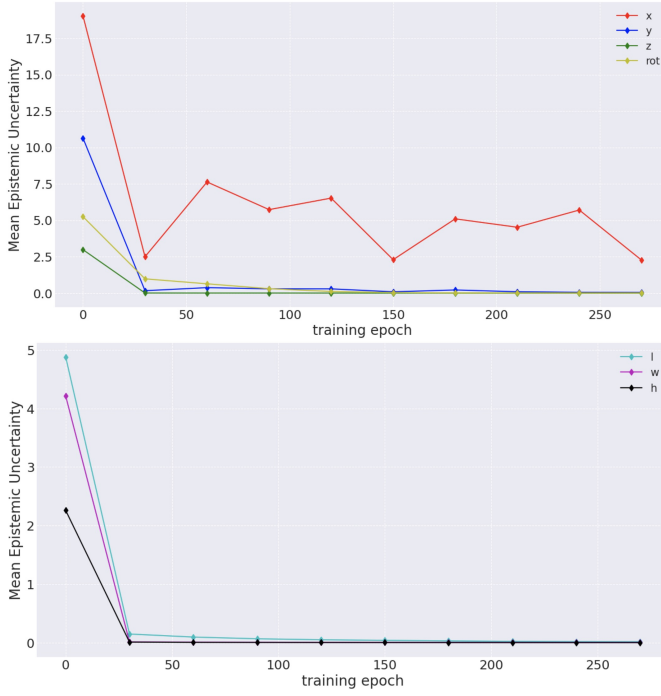 17.5
15.0
12.5
10.0
7.5
5.0
2.5
0.0
Mean Epistemic Uncertainty
x
y
z
rot
0 50 100 150 200 250
training epoch
5
4
3
2
1
0
Mean Epistemic Uncertainty
l
w
h
0 50 100 150 200 250
training epoch